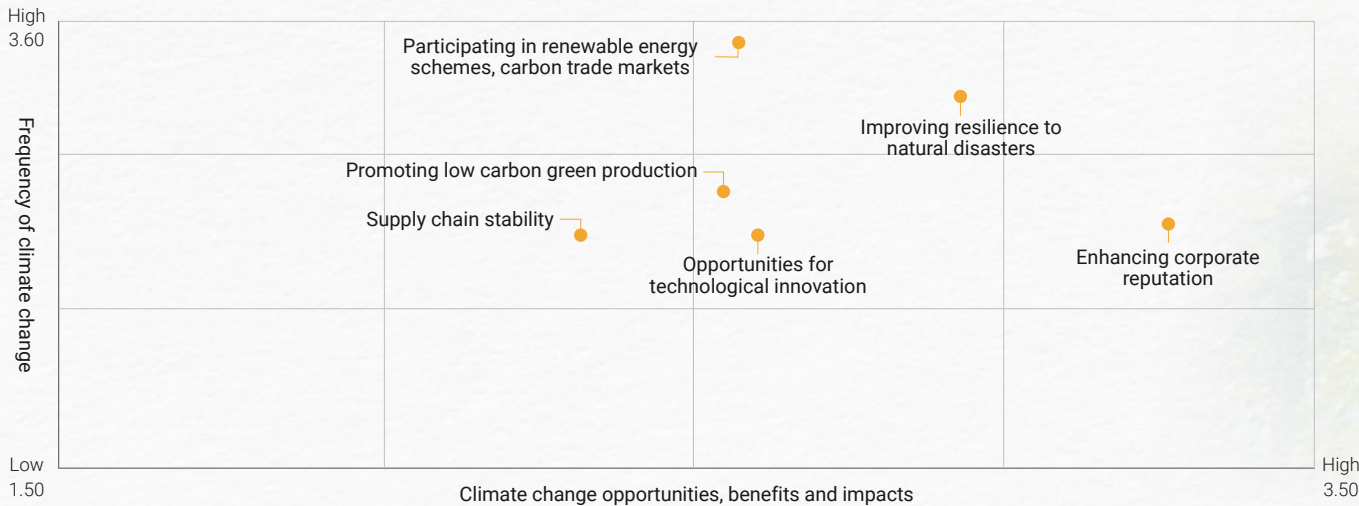 High
3.60
Participating in renewable energy
schemes, carbon trade markets
Improving resilience to
natural disasters
Frequency of climate change
Promoting low carbon green production
Supply chain stability
Opportunities for
technological innovation
Enhancing corporate
reputation
Low
1.50
Climate change opportunities, benefits and impacts
High
3.50